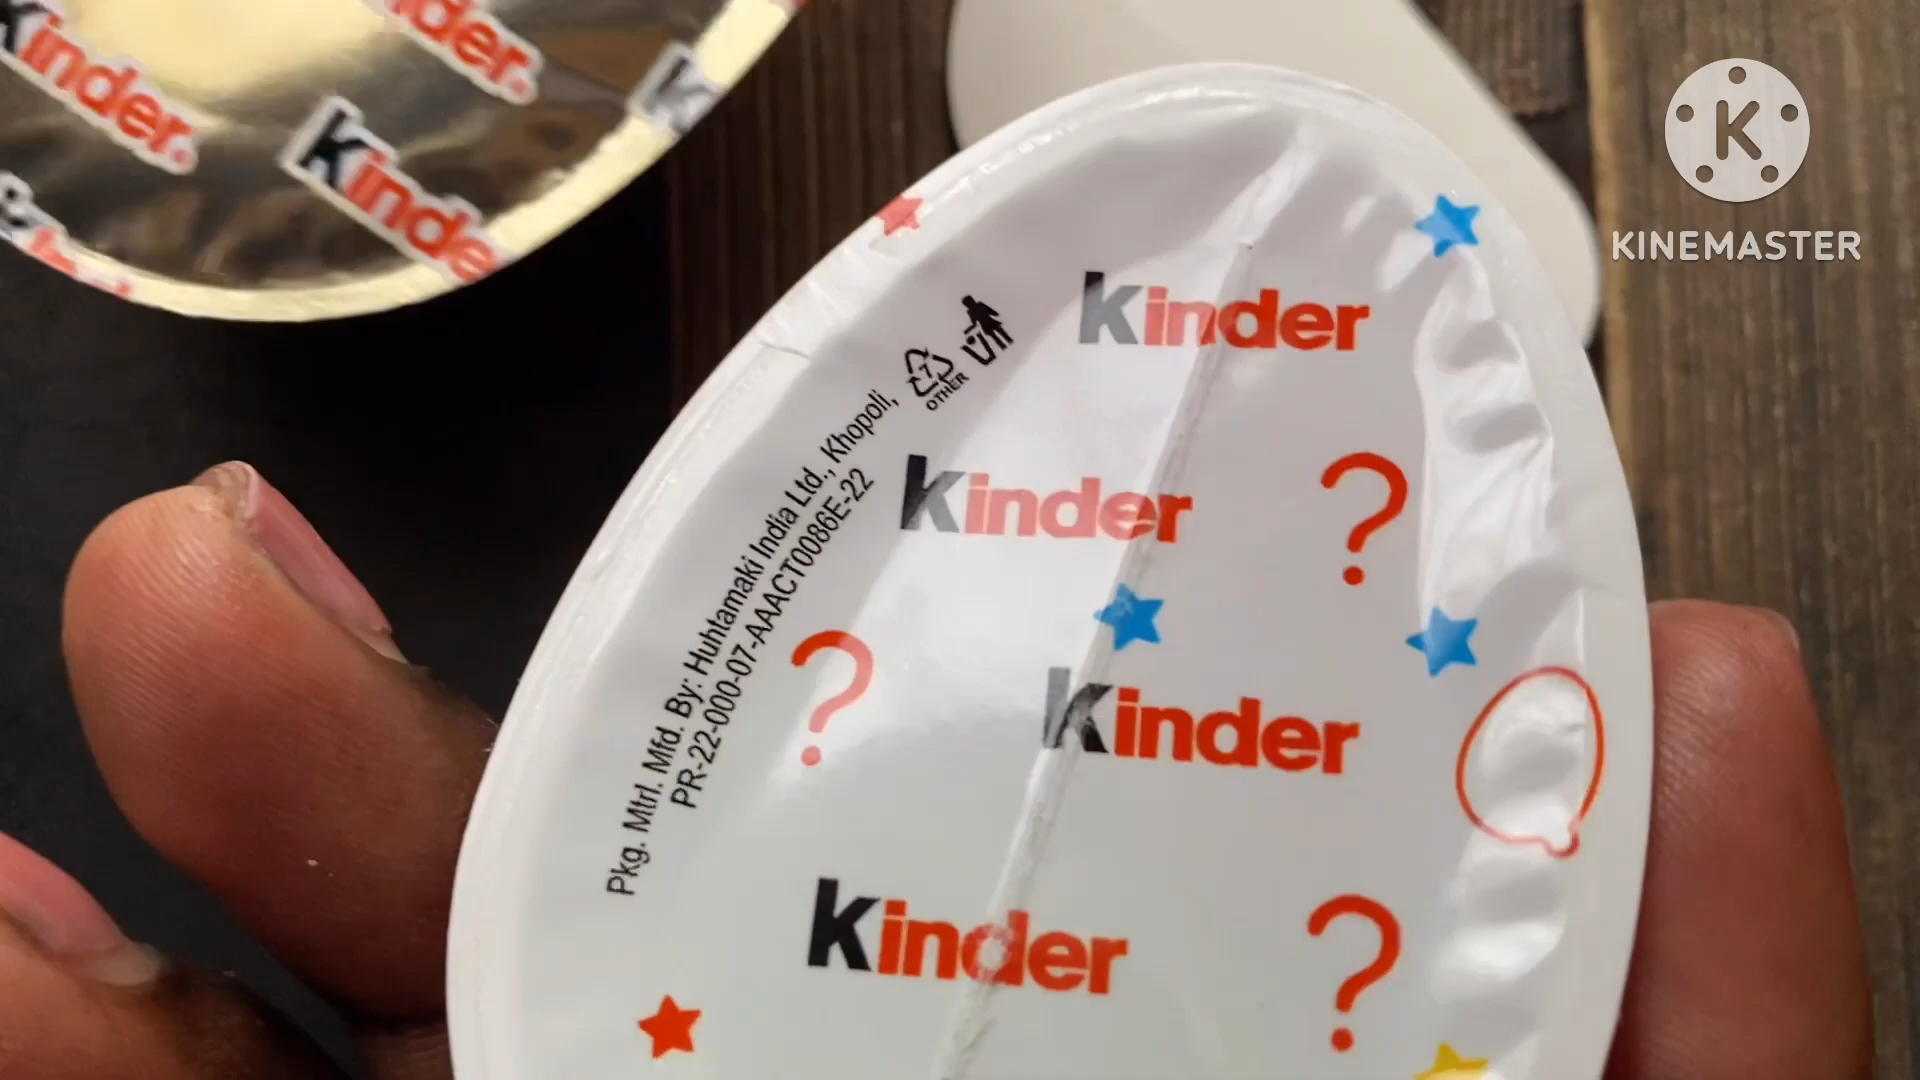 Kinder
Kinder
Kinder
KINEMASTER
Kinder
7
OTHER
Pkg. Mtrl. Mfd. By: Huhtamaki India Ltd., Khopoli,
PR-22-000-07-AAACT0086E-22
Kinder
?
?
Kinder
Kinder
?